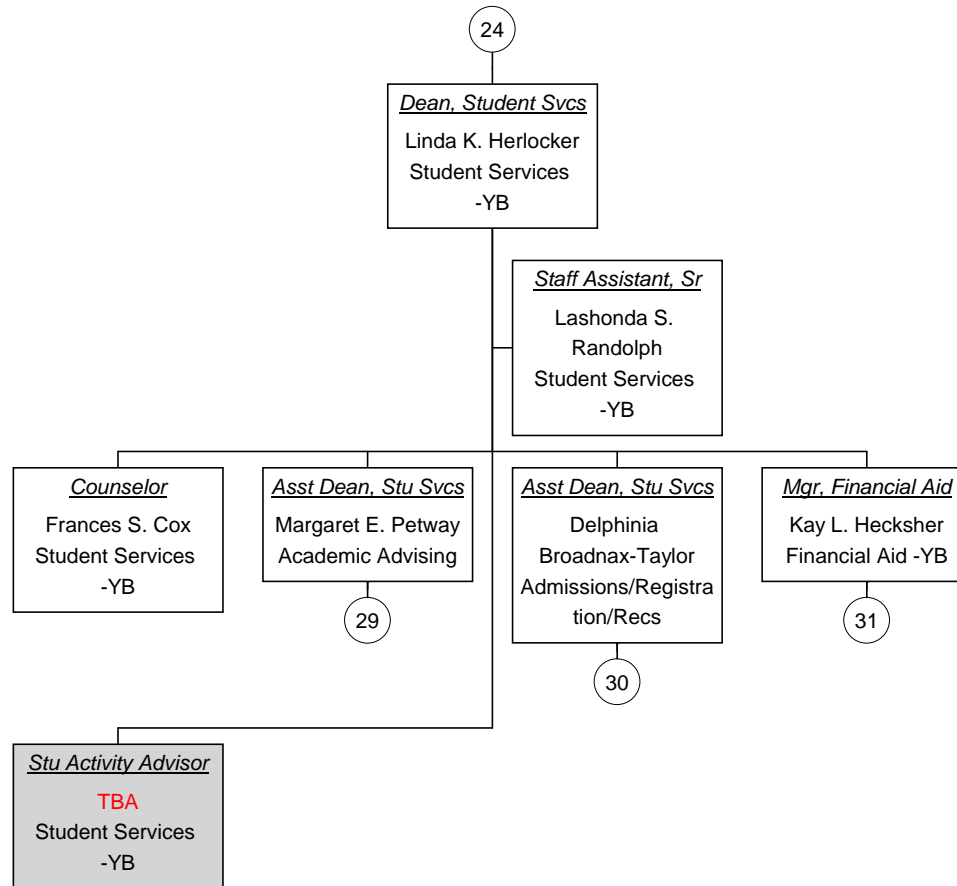 24
Dean, Student Svcs
Linda K. Herlocker
Student Services
-YB
Staff Assistant, Sr
Lashonda S.
Randolph
Student Services
-YB
Counselor
Frances S. Cox
Student Services
-YB
Asst Dean, Stu Svcs
Margaret E. Petway
Academic Advising
29
Asst Dean, Stu Svcs
Delphinia
Broadnax-Taylor
Admissions/Registra
tion/Recs
30
Mgr, Financial Aid
Kay L. Hecksher
Financial Aid -YB
31
Stu Activity Advisor
TBA
Student Services
-YB